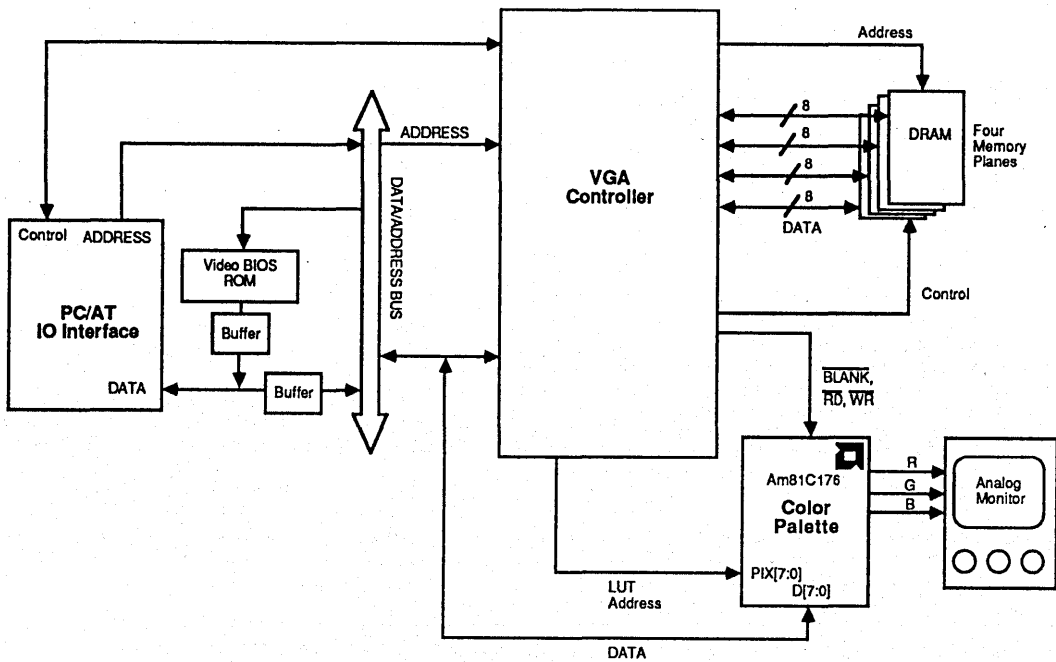 Address
8
8
8
8
DATA
DRAM
Four
Memory
Planes
VGA
Controller
ADDRESS
DATA/ADDRESS BUS
Control
ADDRESS
PC/AT
IO Interface
DATA
Video BIOS
ROM
Buffer
Buffer
Control
BLANK,
RD, WR
Am81C176
Color
Palette
PIX[7:0]
D[7:0]
R
G
B
Analog
Monitor
LUT
Address
DATA